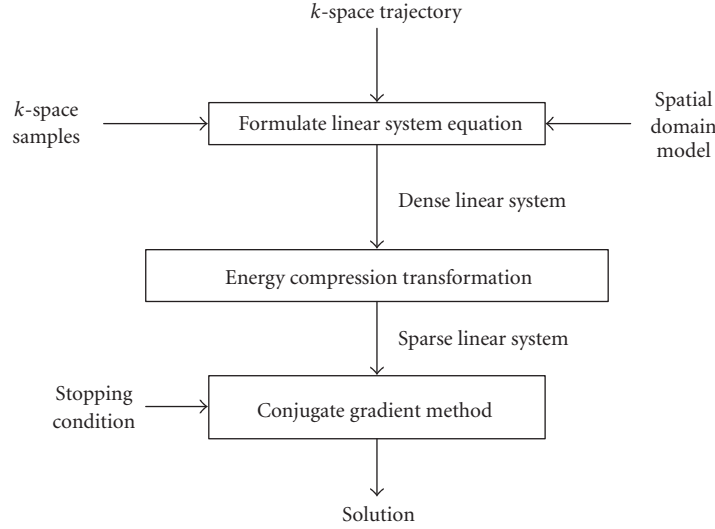 k-space trajectory
k-space
samples
Formulate linear system equation
Spatial
domain
model
Dense linear system
Energy compression transformation
Sparse linear system
Stopping
condition
Conjugate gradient method
Solution